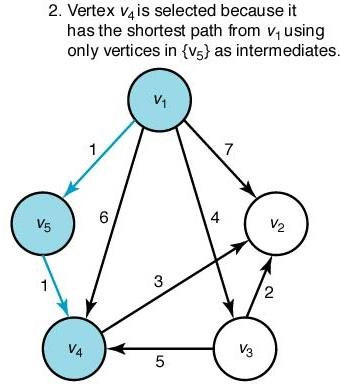 2. Vertex v4 is selected because it
has the shortest path from v1 using
only vertices in {v5} as intermediates.
v1
1
7
v5
6
4
v2
1
3
2
v4
5
v3